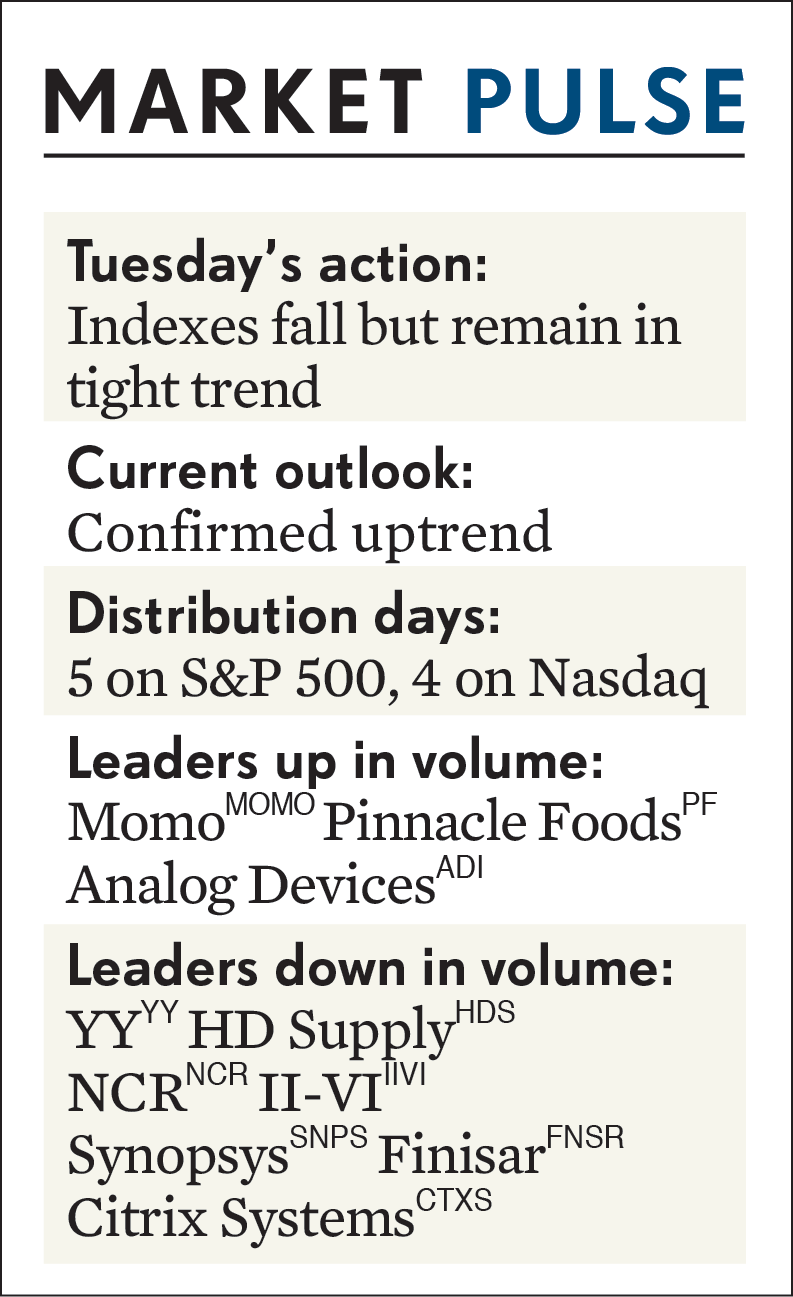 MARKET PULSE
Tuesday’s action:
Indexes fall but remain in
tight trend
Current outlook:
Confirmed uptrend
Distribution days:
5 on S&P 500, 4 on Nasdaq
Leaders up in volume:
Momo MOMO Pinnacle Foods PF
Analog Devices ADI
Leaders down in volume:
YY YY HD Supply HDS
NCR NCR II-VI IIVI
Synopsys SNPS Finisar FNSR
Citrix Systems CTXS